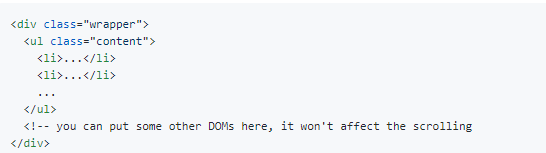 <div class="wrapper">
  <ul class="content">
    <li>...</li>
    <li>...</li>
    ...
  </ul>
  <!-- you can put some other DOMs here, it won't affect the scrolling
</div>